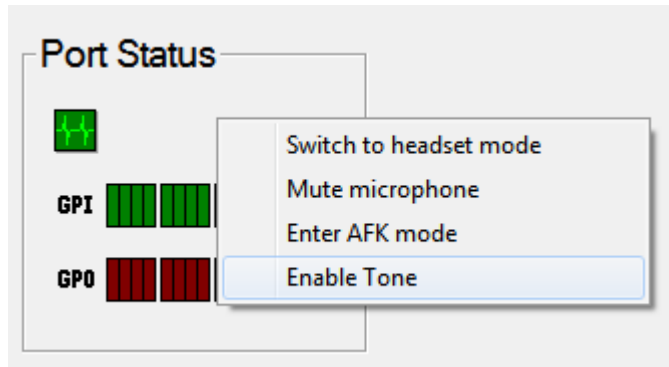 Port Status
Switch to headset mode
Mute microphone
GPI
Enter AFK mode
GPO
Enable Tone